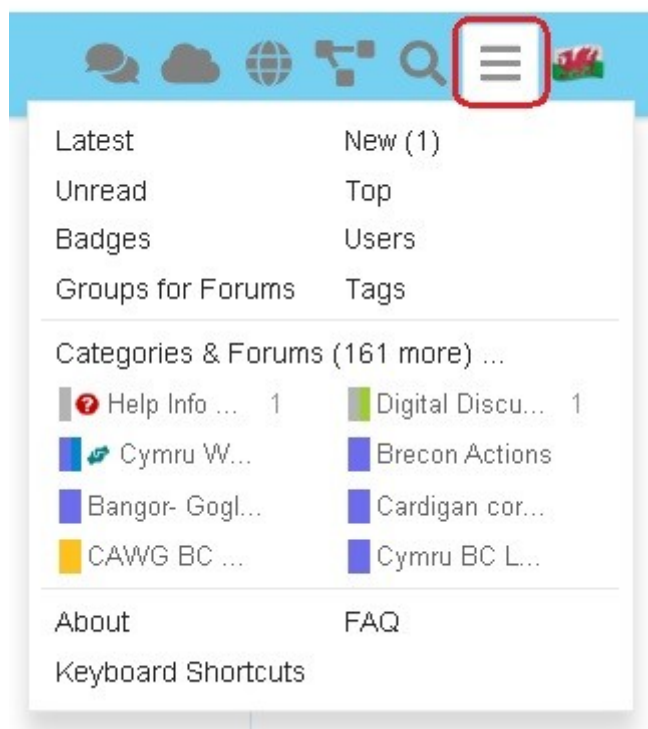 Latest New (1)
Unread Top
Badges Users
Groups for Forums Tags
Categories & Forums (161 more) ...
Help Info ... 1 Digital Discu... 1
Cymru W... Brecon Actions
Bangor- Gogl... Cardigan cor...
CAWG BC ... Cymru BC L...
About FAQ
Keyboard Shortcuts